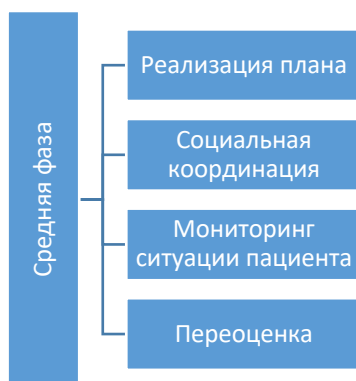 Средняя фаза
Реализация плана
Социальная
координация
Мониторинг
ситуации пациента
Переоценка